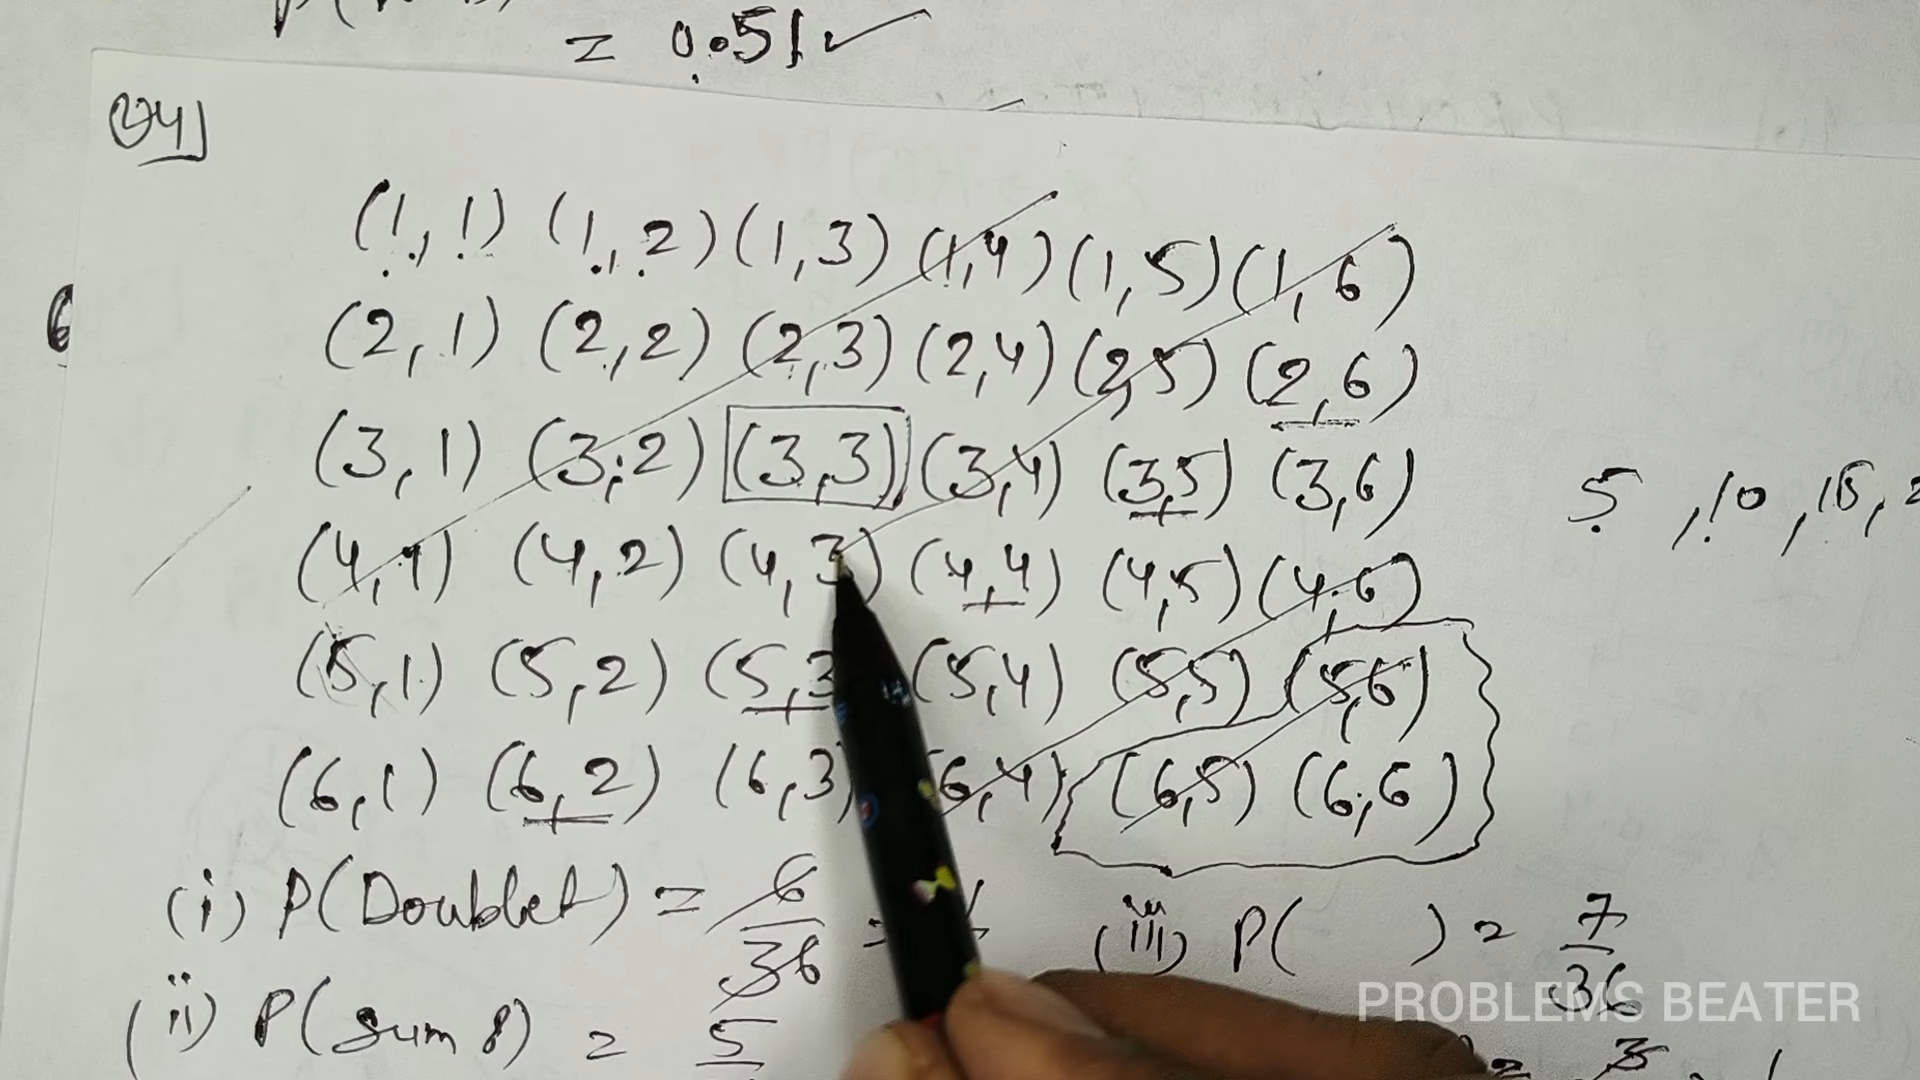 = 0.51✓
Q4]
(1,1) (1,2) (1,3) (1,4) (1,5) (1,6)
(2,1) (2,2) (2,3) (2,4) (2,5) (2,6)
(3,1) (3,2) (3,3) (3,4) (3,5) (3,6)
5, 10, 15, 2
(4,4) (4,2) (4,3) (4,4) (4,5) (4,6)
(5,1) (5,2) (5,3 (5,4) (5,5) (5,6)
(6,1) (6,2) (6,3) 6,4) (6,5) (6,6)
(i) P(Doublet) = 6/36 =
(iii) P( ) = 7/36
(ii) P(sum 8) = 5
PROBLEMS BEATER